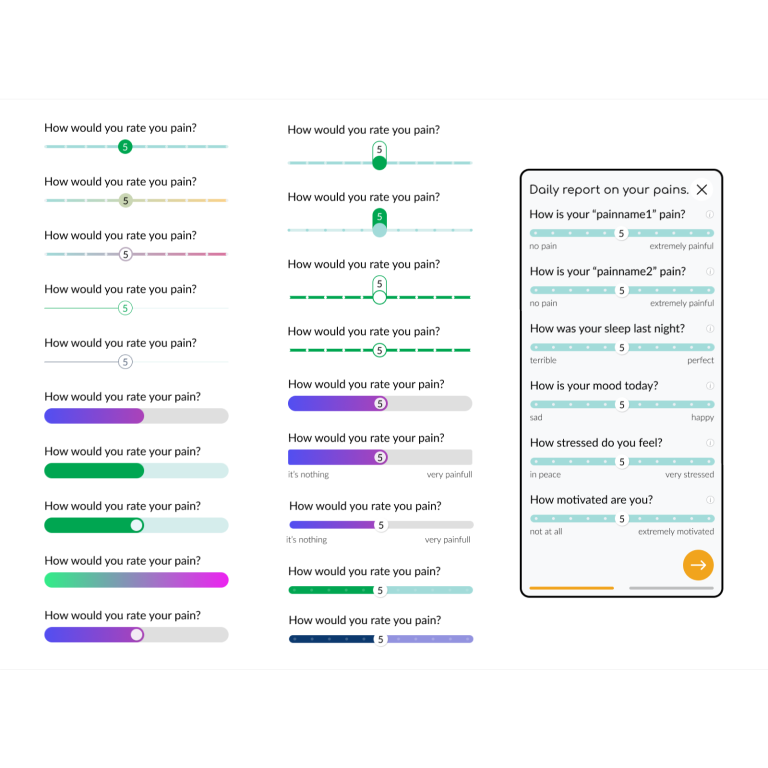 How would you rate you pain?
5
How would you rate you pain?
5
How would you rate you pain?
5
How would you rate you pain?
5
How would you rate you pain?
5
How would you rate your pain?
How would you rate your pain?
How would you rate your pain?
How would you rate your pain?
How would you rate your pain?
How would you rate you pain?
5
How would you rate you pain?
5
How would you rate you pain?
5
How would you rate you pain?
5
How would you rate your pain?
5
How would you rate your pain?
5
it's nothing very painfull
How would you rate you pain?
5
it's nothing very painfull
How would you rate you pain?
5
How would you rate you pain?
5
Daily report on your pains.
How is your “painname1” pain?
5
no pain extremely painful
How is your “painname2” pain?
5
no pain extremely painful
How was your sleep last night?
5
terrible perfect
How is your mood today?
5
sad happy
How stressed do you feel?
5
in peace very stressed
How motivated are you?
5
not at all extremely motivated